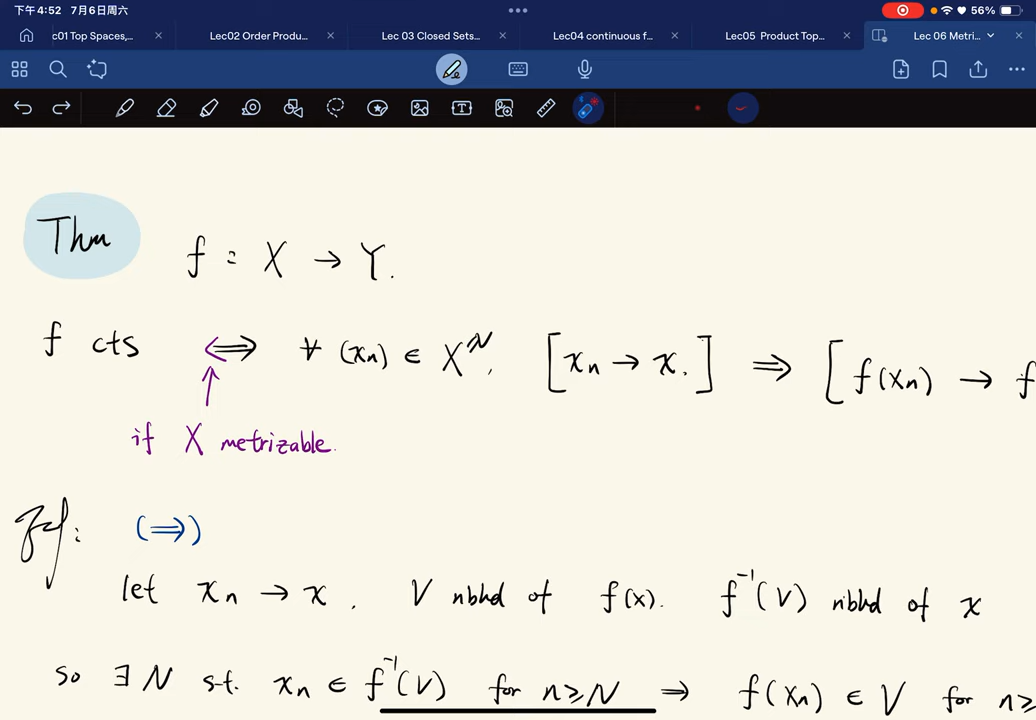 下午4:52 7月6日周六 56%
c01 Top Spaces,... Lec02 Order Produ... Lec 03 Closed Sets... Lec04 continuous f... Lec05 Product Top... Lec 06 Metri...
Thm f : X → Y.
f cts ⟺ ∀ (xn) ∈ X^ℕ, [xn → x.] ⟹ [f(xn) → f
if X metrizable.
Pf: (⟹)
let xn → x. V nbhd of f(x). f⁻¹(V) nbhd of x
so ∃ N s.t. xn ∈ f⁻¹(V) for n≥N ⟹ f(xn) ∈ V for n≥